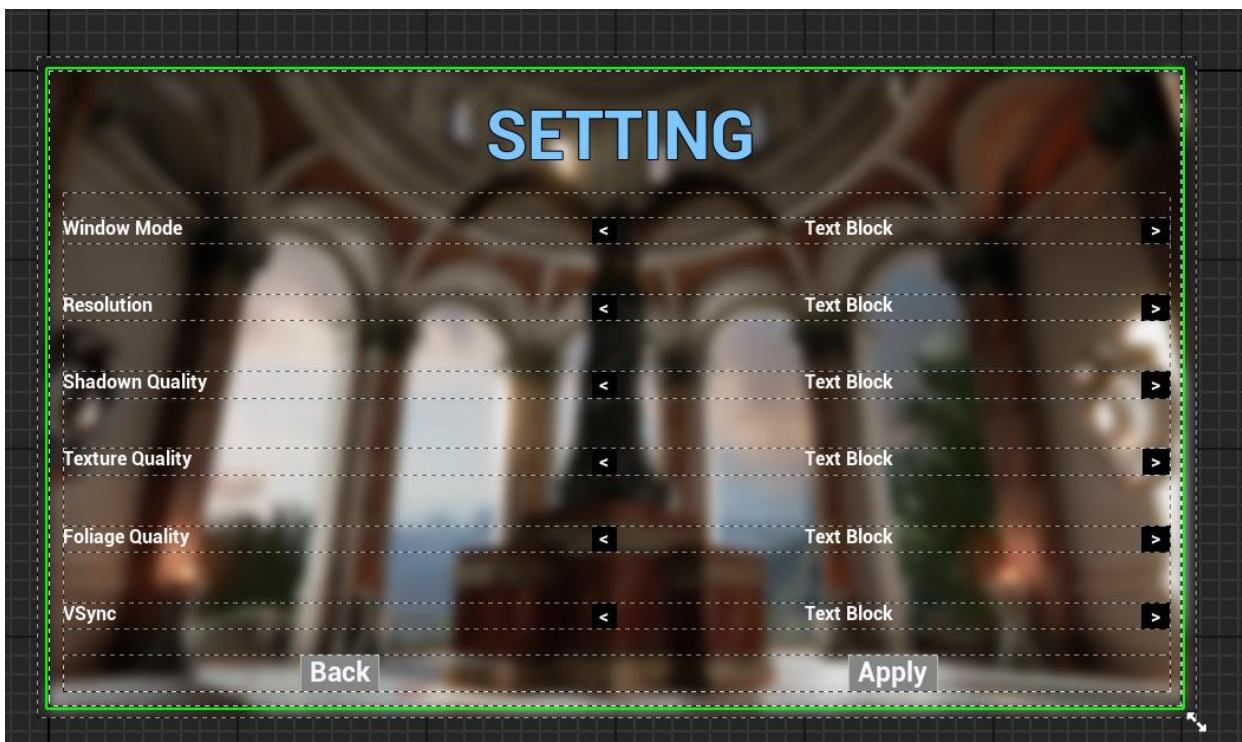 SETTING
Window Mode < Text Block >
Resolution < Text Block >
Shadown Quality < Text Block >
Texture Quality < Text Block >
Foliage Quality < Text Block >
VSync < Text Block >
Back Apply